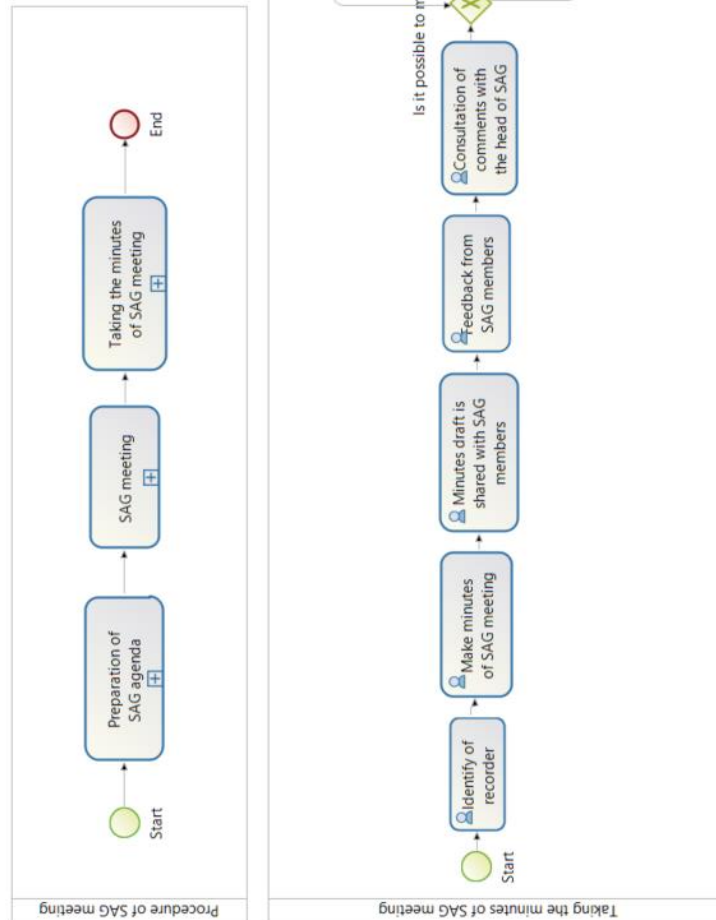 Procedure of SAG meeting
Start
Preparation of
SAG agenda
SAG meeting
Taking the minutes
of SAG meeting
End
Taking the minutes of SAG meeting
Start
Identify of
recorder
Make minutes
of SAG meeting
Minutes draft is
shared with SAG
members
Feedback from
SAG members
Consultation of
comments with
the head of SAG
Is it possible to